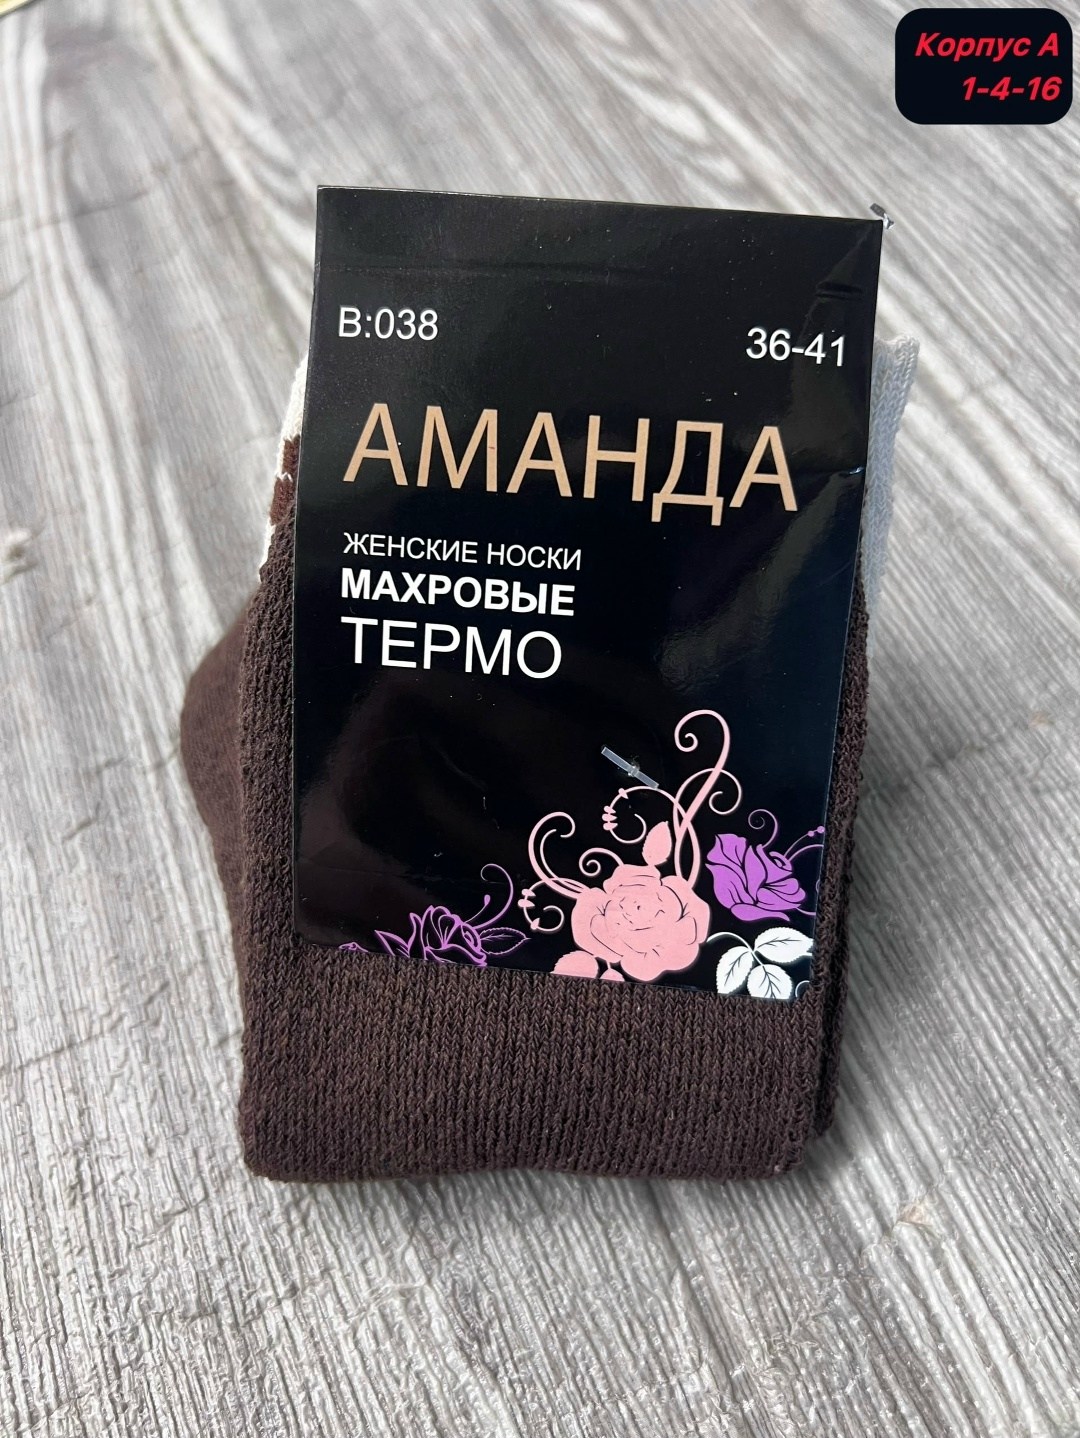 Корпус А
1-4-16
В:038
36-41
АМАНДА
ЖЕНСКИЕ НОСКИ
МАХРОВЫЕ
ТЕРМО